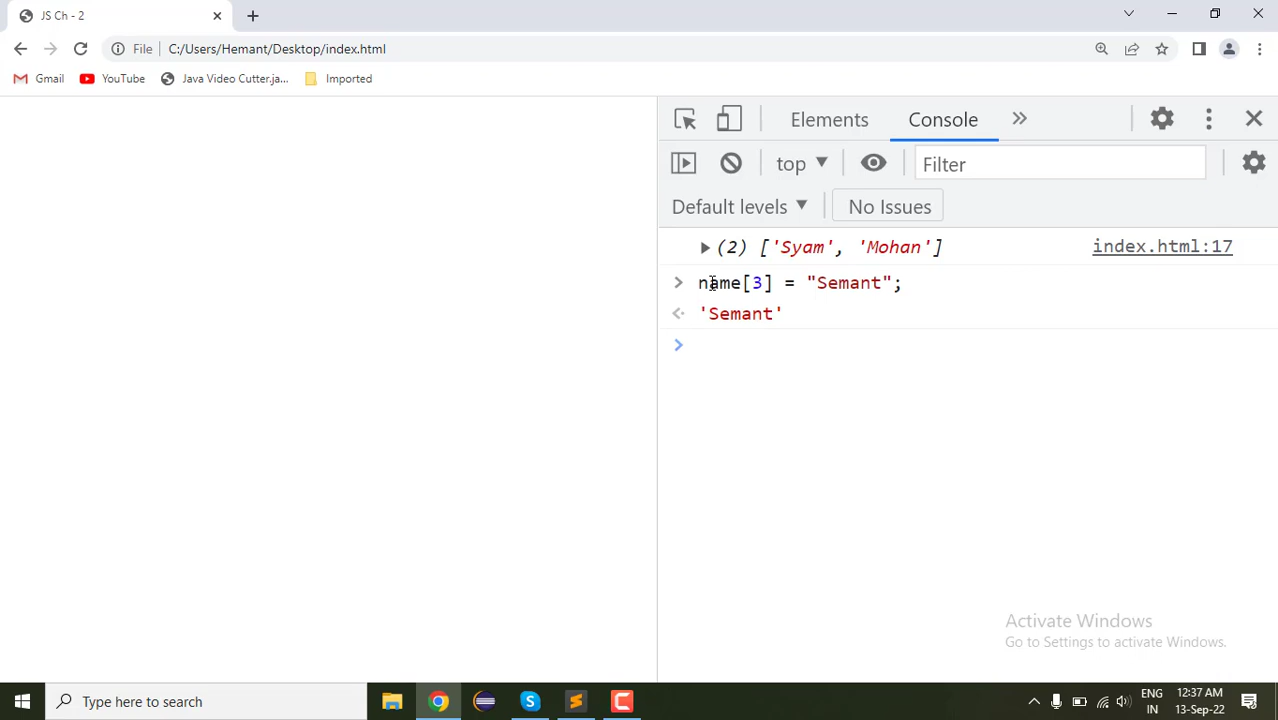 JS Ch - 2
File C:/Users/Hemant/Desktop/index.html
Gmail YouTube Java Video Cutter.ja... Imported
Elements Console
top Filter
Default levels No Issues
(2) ['Syam', 'Mohan'] index.html:17
name[3] = "Semant";
'Semant'
Activate Windows
Go to Settings to activate Windows.
Type here to search
ENG 12:37 AM
IN 13-Sep-22